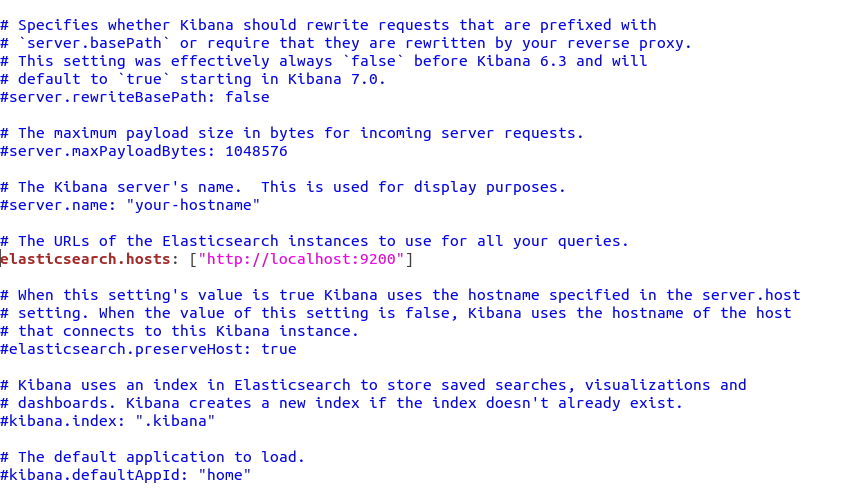 # Specifies whether Kibana should rewrite requests that are prefixed with
# `server.basePath` or require that they are rewritten by your reverse proxy.
# This setting was effectively always `false` before Kibana 6.3 and will
# default to `true` starting in Kibana 7.0.
#server.rewriteBasePath: false

# The maximum payload size in bytes for incoming server requests.
#server.maxPayloadBytes: 1048576

# The Kibana server's name.  This is used for display purposes.
#server.name: "your-hostname"

# The URLs of the Elasticsearch instances to use for all your queries.
elasticsearch.hosts: ["http://localhost:9200"]

# When this setting's value is true Kibana uses the hostname specified in the server.host
# setting. When the value of this setting is false, Kibana uses the hostname of the host
# that connects to this Kibana instance.
#elasticsearch.preserveHost: true

# Kibana uses an index in Elasticsearch to store saved searches, visualizations and
# dashboards. Kibana creates a new index if the index doesn't already exist.
#kibana.index: ".kibana"

# The default application to load.
#kibana.defaultAppId: "home"